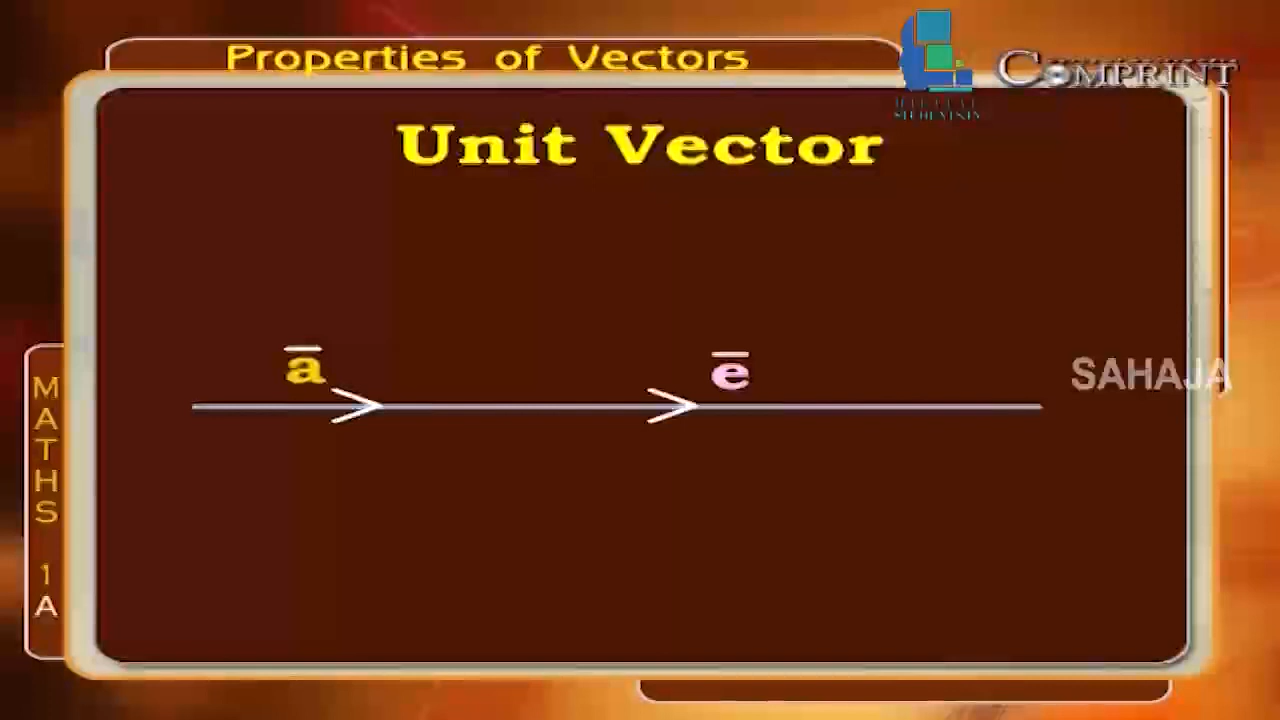 Properties of Vectors
COMPRINT
Unit Vector
a̅
e̅
SAHAJA
MATHS 1A